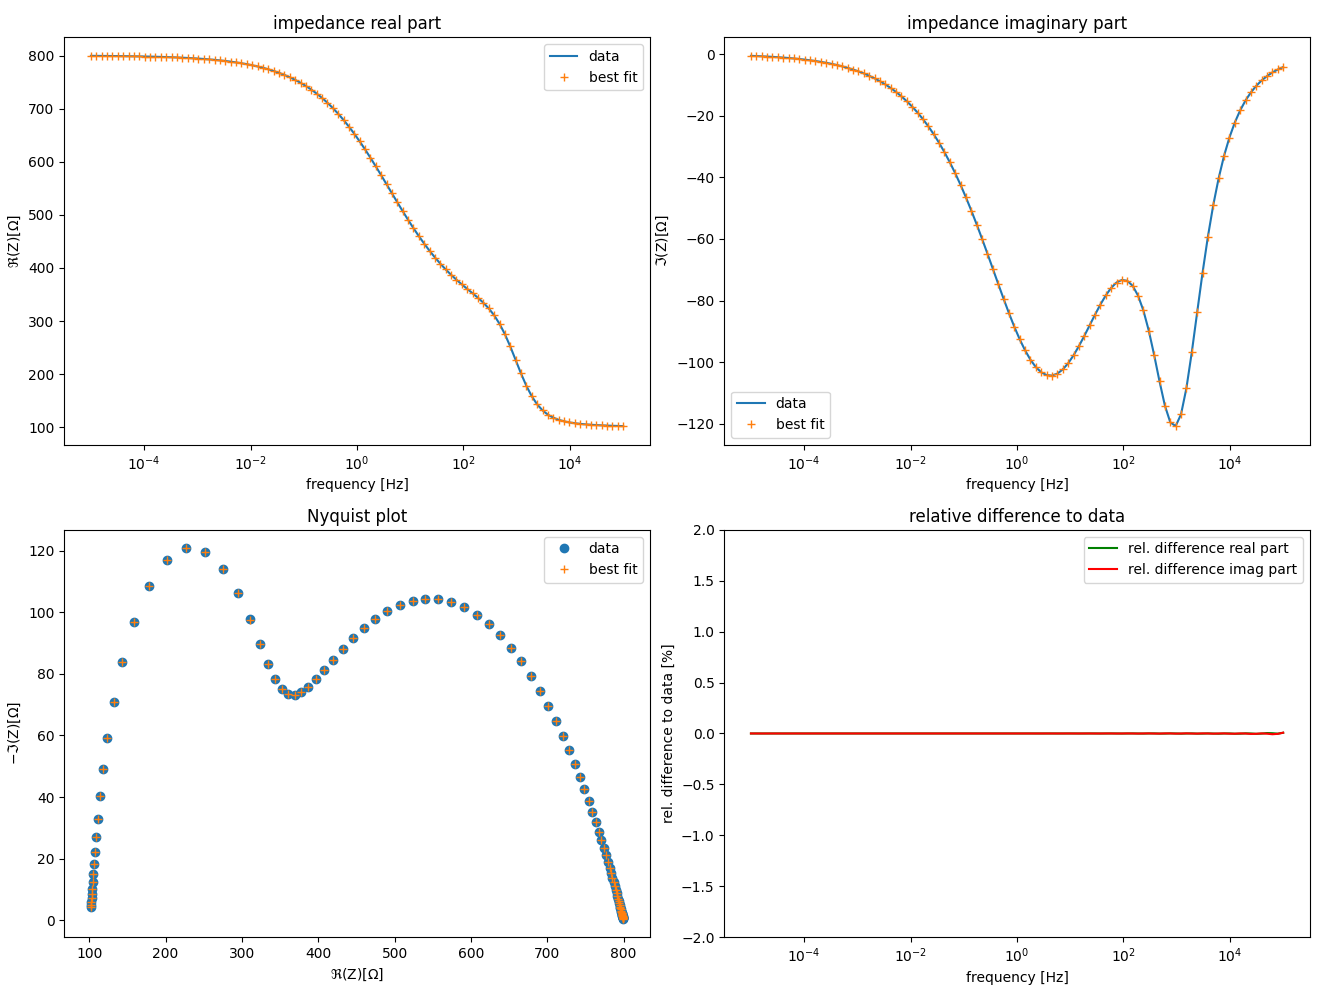 impedance real part
800
700
600
500
400
300
200
100
ℜ(Z)[Ω]
data
best fit
10⁻⁴ 10⁻² 10⁰ 10² 10⁴
frequency [Hz]
impedance imaginary part
0
−20
−40
−60
−80
−100
−120
ℑ(Z)[Ω]
data
best fit
10⁻⁴ 10⁻² 10⁰ 10² 10⁴
frequency [Hz]
Nyquist plot
120
100
80
60
40
20
0
−ℑ(Z)[Ω]
data
best fit
100 200 300 400 500 600 700 800
ℜ(Z)[Ω]
relative difference to data
2.0
1.5
1.0
0.5
0.0
−0.5
−1.0
−1.5
−2.0
rel. difference to data [%]
rel. difference real part
rel. difference imag part
10⁻⁴ 10⁻² 10⁰ 10² 10⁴
frequency [Hz]